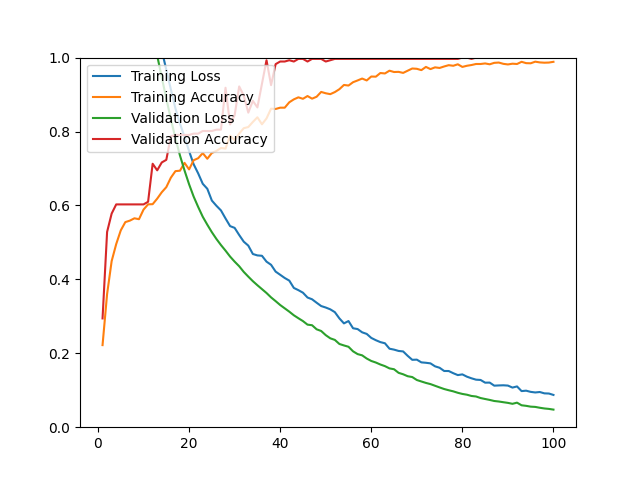 1.0
0.8
0.6
0.4
0.2
0.0
Training Loss
Training Accuracy
Validation Loss
Validation Accuracy
0 20 40 60 80 100